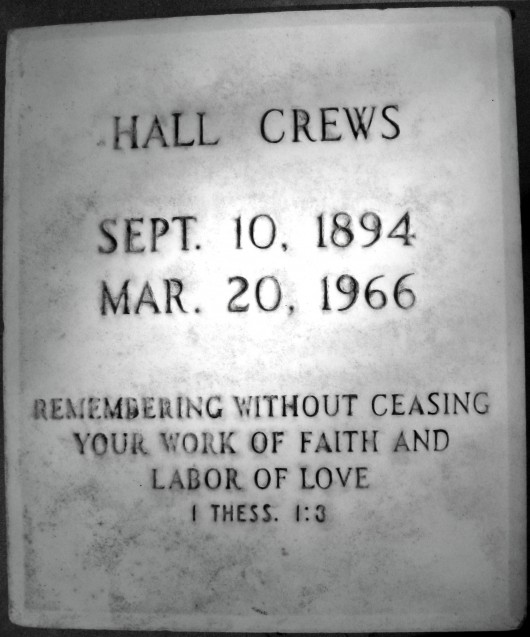 HALL CREWS
SEPT. 10, 1894
MAR. 20, 1966
REMEMBERING WITHOUT CEASING
YOUR WORK OF FAITH AND
LABOR OF LOVE
1 THESS. 1:3